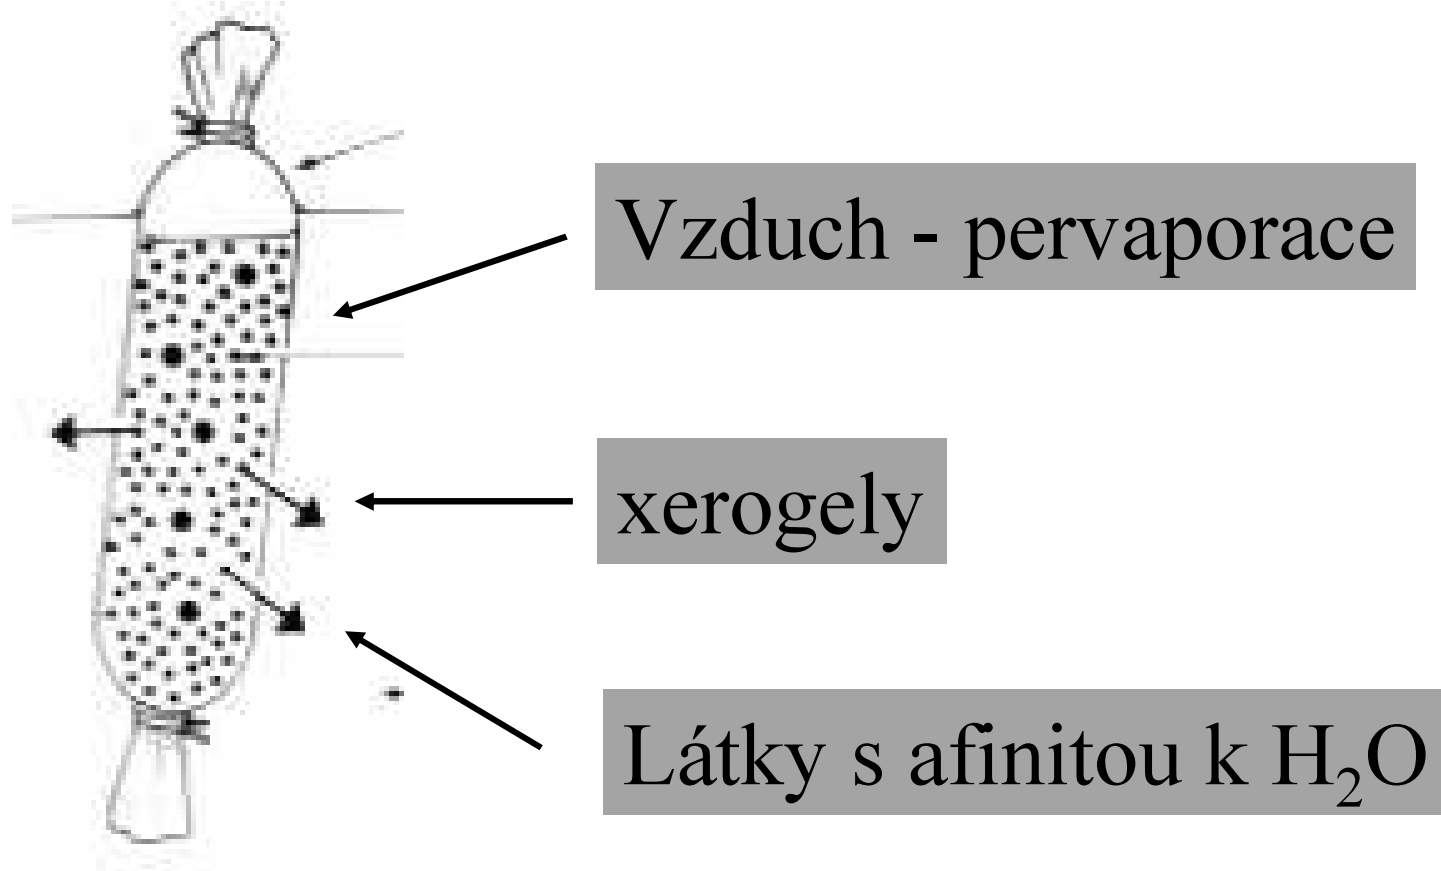 Vzduch - pervaporace
xerogely
Látky s afinitou k H₂O